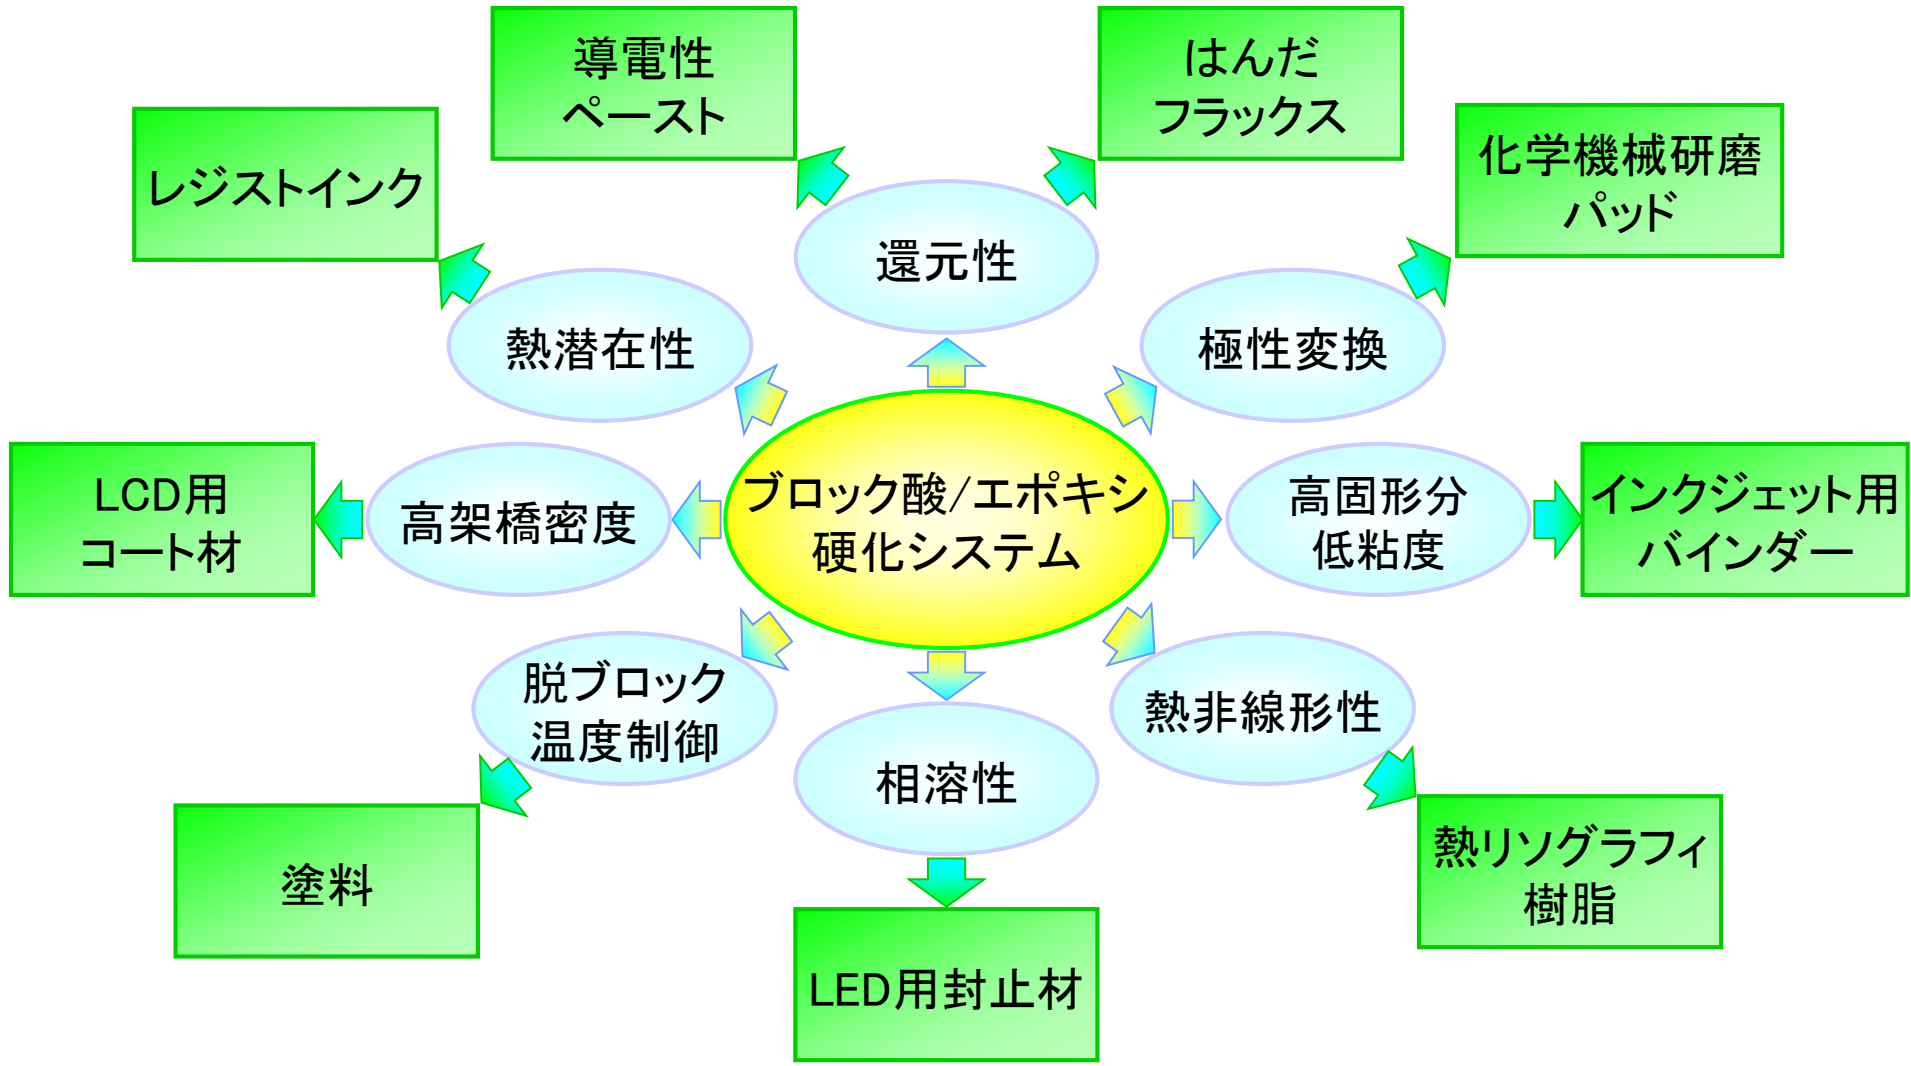 導電性
ペースト
はんだ
フラックス
レジストインク
化学機械研磨
パッド
還元性
熱潜在性
極性変換
LCD用
コート材
高架橋密度
ブロック酸/エポキシ
硬化システム
高固形分
低粘度
インクジェット用
バインダー
脱ブロック
温度制御
相溶性
熱非線形性
塗料
LED用封止材
熱リソグラフィ
樹脂